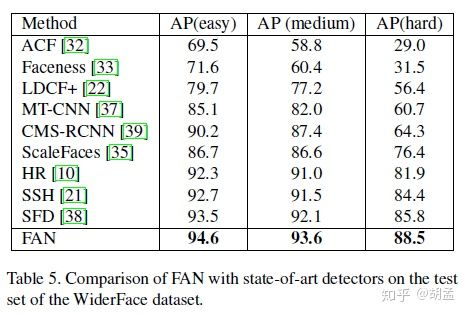 Method AP(easy) AP (medium) AP(hard)
ACF [32] 69.5 58.8 29.0
Faceness [33] 71.6 60.4 31.5
LDCF+ [22] 79.7 77.2 56.4
MT-CNN [37] 85.1 82.0 60.7
CMS-RCNN [39] 90.2 87.4 64.3
ScaleFaces [35] 86.7 86.6 76.4
HR [10] 92.3 91.0 81.9
SSH [21] 92.7 91.5 84.4
SFD [38] 93.5 92.1 85.8
FAN 94.6 93.6 88.5
Table 5. Comparison of FAN with state-of-art detectors on the test
set of the WiderFace dataset.
知乎 @胡孟